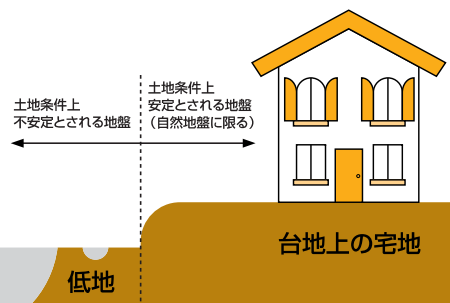 土地条件上
不安定とされる地盤
土地条件上
安定とされる地盤
（自然地盤に限る）
台地上の宅地
低地